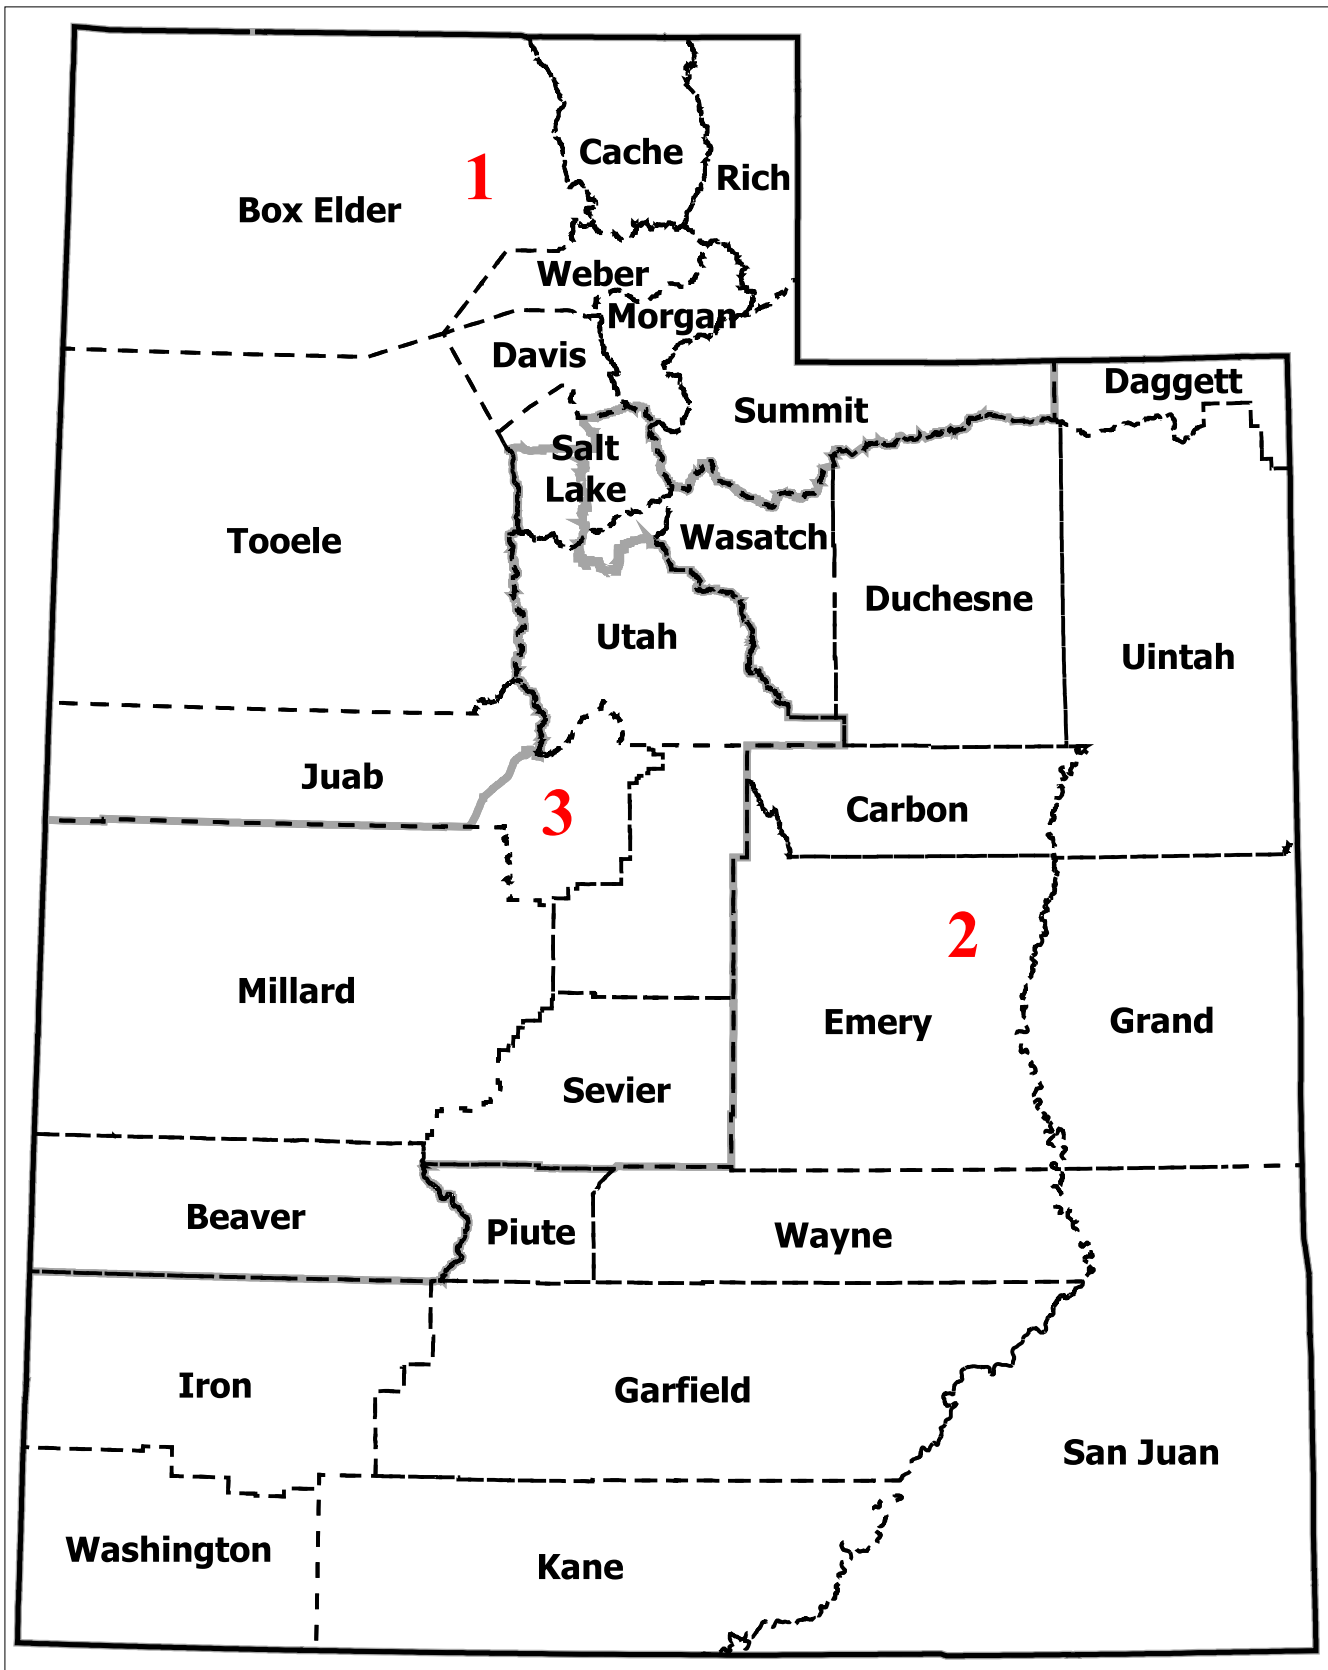 Cache
1
Rich
Box Elder
Weber
Morgan
Davis
Daggett
Summit
Salt
Lake
Tooele
Wasatch
Duchesne
Utah
Uintah
Juab
3
Carbon
2
Millard
Emery
Grand
Sevier
Beaver
Piute
Wayne
Iron
Garfield
San Juan
Washington
Kane